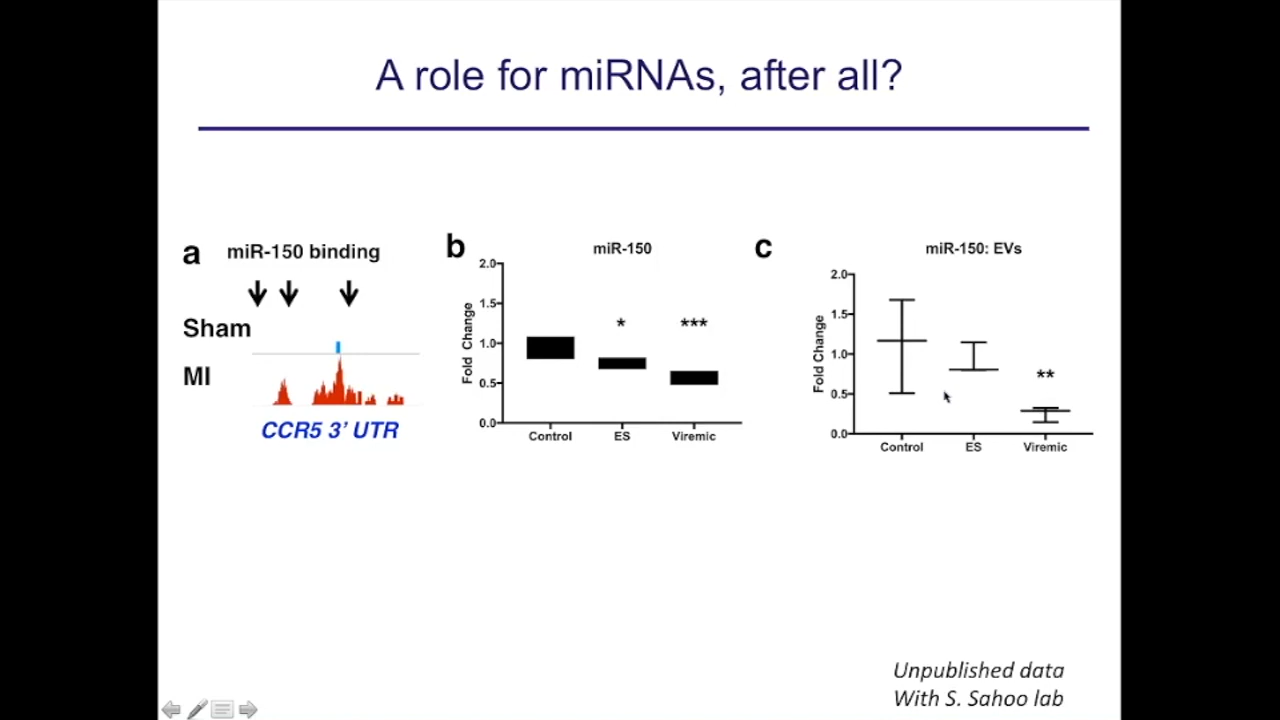 A role for miRNAs, after all?
a
miR-150 binding
Sham
MI
CCR5 3’ UTR
b
miR-150
Fold Change
2.0
1.5
1.0
0.5
0.0
*
***
Control
ES
Viremic
c
miR-150: EVs
Fold Change
2.0
1.5
1.0
0.5
0.0
**
Control
ES
Viremic
Unpublished data
With S. Sahoo lab